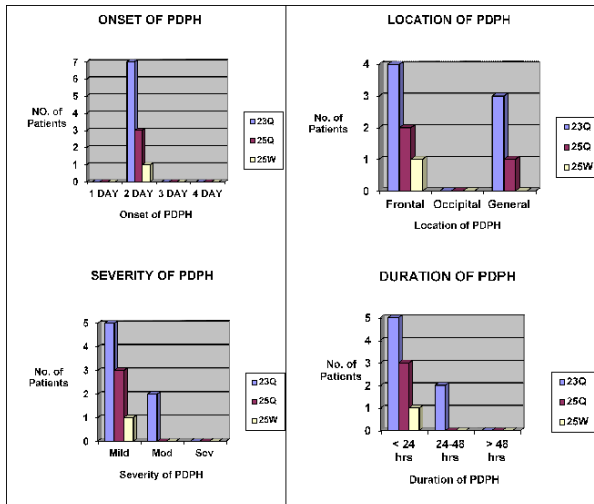 ONSET OF PDPH
7
6
5
4
3
2
1
0
NO. of
Patients
1 DAY 2 DAY 3 DAY 4 DAY
Onset of PDPH
23Q
25Q
25W
LOCATION OF PDPH
4
3
2
1
0
No. of
Patients
Frontal Occipital General
Location of PDPH
23Q
25Q
25W
SEVERITY OF PDPH
5
4
3
2
1
0
No. of
Patients
Mild Mod Sev
Severity of PDPH
23Q
25Q
25W
DURATION OF PDPH
5
4
3
2
1
0
No. of
Patients
< 24 24-48 > 48
hrs hrs hrs
Duration of PDPH
23Q
25Q
25W